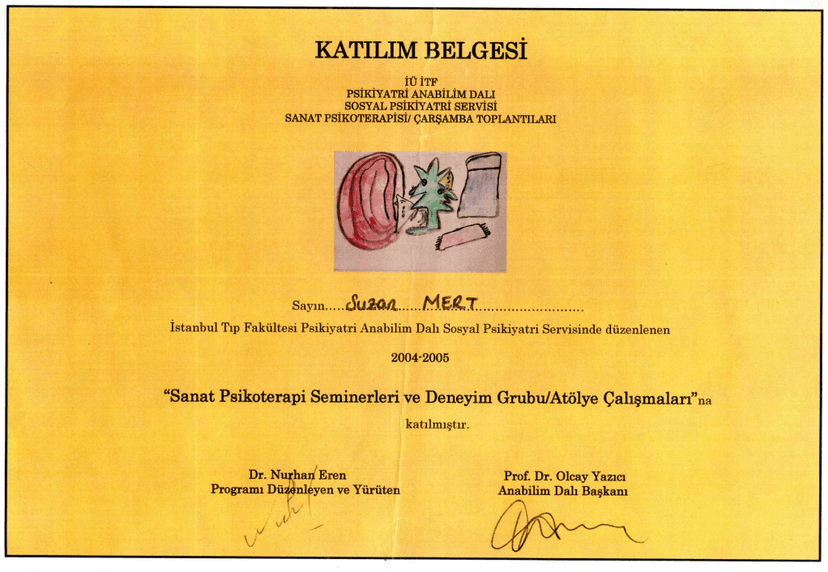 KATILIM BELGESİ
İÜ İTF
PSİKİYATRİ ANABİLİM DALI
SOSYAL PSİKİYATRİ SERVİSİ
SANAT PSİKOTERAPİSİ/ ÇARŞAMBA TOPLANTILARI
Sayın.....Suzan......MERT............................
İstanbul Tıp Fakültesi Psikiyatri Anabilim Dalı Sosyal Psikiyatri Servisinde düzenlenen
2004-2005
“Sanat Psikoterapi Seminerleri ve Deneyim Grubu/Atölye Çalışmaları”na
katılmıştır.
Dr. Nurhan Eren
Programı Düzenleyen ve Yürüten
Prof. Dr. Olcay Yazıcı
Anabilim Dalı Başkanı